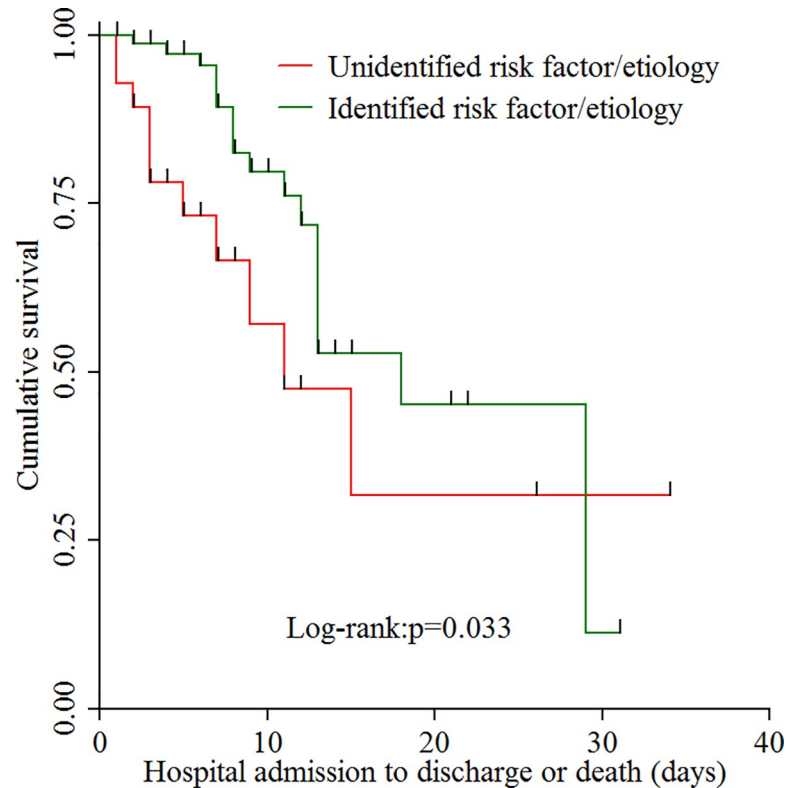 1.00
0.75
0.50
0.25
0.00
Cumulative survival
Unidentified risk factor/etiology
Identified risk factor/etiology
Log-rank:p=0.033
0 10 20 30 40
Hospital admission to discharge or death (days)